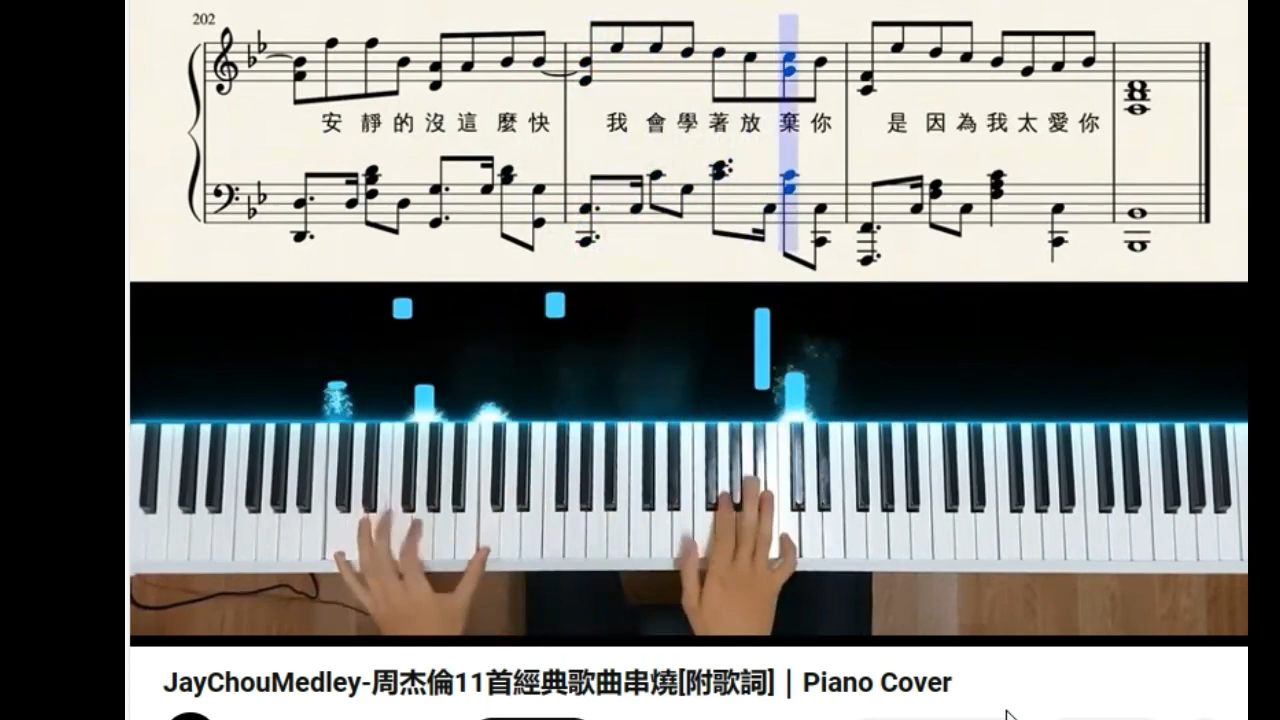 202
安靜的沒這麼快 我會學著放棄你 是因為我太愛你
JayChouMedley-周杰倫11首經典歌曲串燒[附歌詞]｜Piano Cover